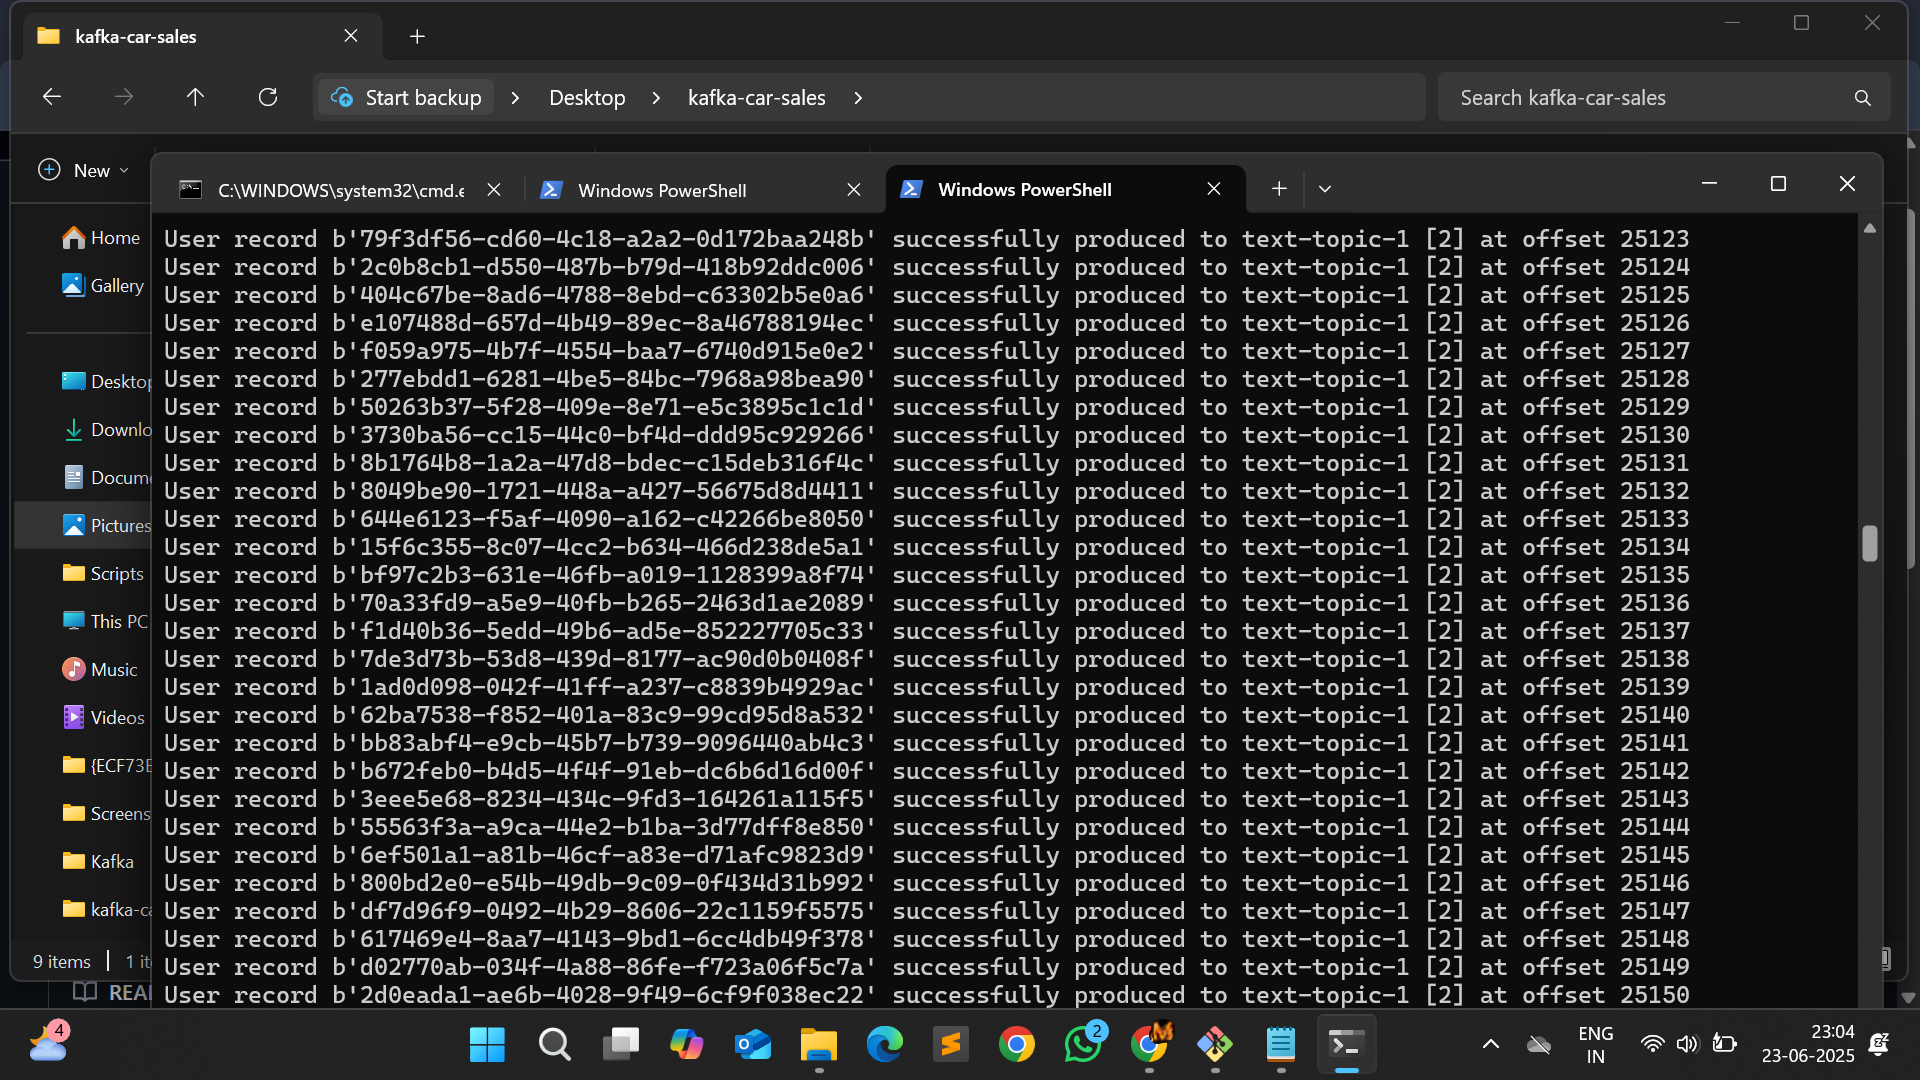 kafka-car-sales
Start backup
Desktop
kafka-car-sales
Search kafka-car-sales
New
C:\WINDOWS\system32\cmd.e
Windows PowerShell
Windows PowerShell
Home
Gallery
Desktop
Downlo
Docume
Pictures
Scripts
This PC
Music
Videos
{ECF73E
Screens
Kafka
kafka-ca
9 items
1 it
READ
User record b'79f3df56-cd60-4c18-a2a2-0d172baa248b' successfully produced to text-topic-1 [2] at offset 25123
User record b'2c0b8cb1-d550-487b-b79d-418b92ddc006' successfully produced to text-topic-1 [2] at offset 25124
User record b'404c67be-8ad6-4788-8ebd-c63302b5e0a6' successfully produced to text-topic-1 [2] at offset 25125
User record b'e107488d-657d-4b49-89ec-8a46788194ec' successfully produced to text-topic-1 [2] at offset 25126
User record b'f059a975-4b7f-4554-baa7-6740d915e0e2' successfully produced to text-topic-1 [2] at offset 25127
User record b'277ebdd1-6281-4be5-84bc-7968a98bea90' successfully produced to text-topic-1 [2] at offset 25128
User record b'50263b37-5f28-409e-8e71-e5c3895c1c1d' successfully produced to text-topic-1 [2] at offset 25129
User record b'3730ba56-cc15-44c0-bf4d-ddd95c929266' successfully produced to text-topic-1 [2] at offset 25130
User record b'8b1764b8-1a2a-47d8-bdec-c15deb316f4c' successfully produced to text-topic-1 [2] at offset 25131
User record b'8049be90-1721-448a-a427-56675d8d4411' successfully produced to text-topic-1 [2] at offset 25132
User record b'644e6123-f5af-4090-a162-c42266be8050' successfully produced to text-topic-1 [2] at offset 25133
User record b'15f6c355-8c07-4cc2-b634-466d238de5a1' successfully produced to text-topic-1 [2] at offset 25134
User record b'bf97c2b3-631e-46fb-a019-1128399a8f74' successfully produced to text-topic-1 [2] at offset 25135
User record b'70a33fd9-a5e9-40fb-b265-2463d1ae2089' successfully produced to text-topic-1 [2] at offset 25136
User record b'f1d40b36-5edd-49b6-ad5e-852227705c33' successfully produced to text-topic-1 [2] at offset 25137
User record b'7de3d73b-53d8-439d-8177-ac90d0b0408f' successfully produced to text-topic-1 [2] at offset 25138
User record b'1ad0d098-042f-41ff-a237-c8839b4929ac' successfully produced to text-topic-1 [2] at offset 25139
User record b'62ba7538-f852-401a-83c9-99cd95d8a532' successfully produced to text-topic-1 [2] at offset 25140
User record b'bb83abf4-e9cb-45b7-b739-9096440ab4c3' successfully produced to text-topic-1 [2] at offset 25141
User record b'b672feb0-b4d5-4f4f-91eb-dc6b6d16d00f' successfully produced to text-topic-1 [2] at offset 25142
User record b'3eee5e68-8234-434c-9fd3-164261a115f5' successfully produced to text-topic-1 [2] at offset 25143
User record b'55563f3a-a9ca-44e2-b1ba-3d77dff8e850' successfully produced to text-topic-1 [2] at offset 25144
User record b'6ef501a1-a81b-46cf-a83e-d71afc9823d9' successfully produced to text-topic-1 [2] at offset 25145
User record b'800bd2e0-e54b-49db-9c09-0f434d31b992' successfully produced to text-topic-1 [2] at offset 25146
User record b'df7d96f9-0492-4b29-8606-22c1159f5575' successfully produced to text-topic-1 [2] at offset 25147
User record b'617469e4-8aa7-4143-9bd1-6cc4db49f378' successfully produced to text-topic-1 [2] at offset 25148
User record b'd02770ab-034f-4a88-86fe-f723a06f5c7a' successfully produced to text-topic-1 [2] at offset 25149
User record b'2d0eada1-ae6b-4028-9f49-6cf9f038ec22' successfully produced to text-topic-1 [2] at offset 25150
4
2
ENG
IN
23:04
23-06-2025